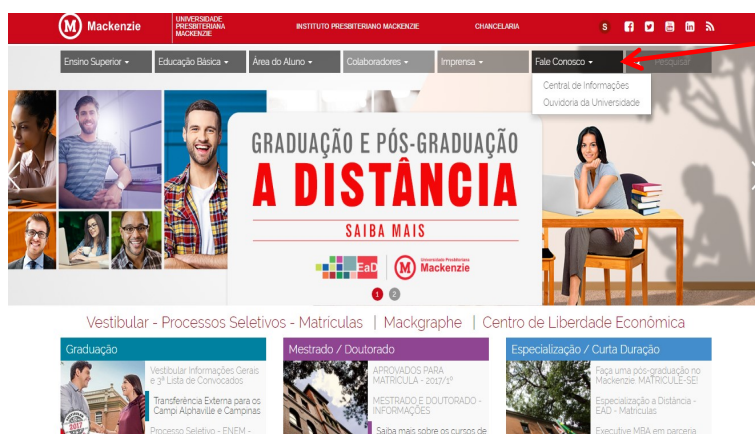 Mackenzie
UNIVERSIDADE
PRESBITERIANA
MACKENZIE
INSTITUTO PRESBITERIANO MACKENZIE
CHANCELARIA
S
Ensino Superior
Educação Básica
Área do Aluno
Colaboradores
Imprensa
Fale Conosco
Pesquisar
Central de Informações
Ouvidoria da Universidade
GRADUAÇÃO E PÓS-GRADUAÇÃO
A DISTÂNCIA
SAIBA MAIS
EaD
Universidade Presbiteriana
Mackenzie
1 2
Vestibular - Processos Seletivos - Matriculas | Mackgraphe | Centro de Liberdade Econômica
Graduação
Vestibular Informações Gerais
e 3ª Lista de Convocados
Transferência Externa para os
Campi Alphaville e Campinas
Processo Seletivo - ENEM -
2017
Mestrado / Doutorado
APROVADOS PARA
MATRICULA - 2017/1º
MESTRADO E DOUTORADO -
INFORMAÇÕES
Saiba mais sobre os cursos de
Especialização / Curta Duração
Faça uma pós-graduação no
Mackenzie: MATRICULE-SE!
Especialização a Distância -
EAD - Matriculas
Executive MBA em parceria